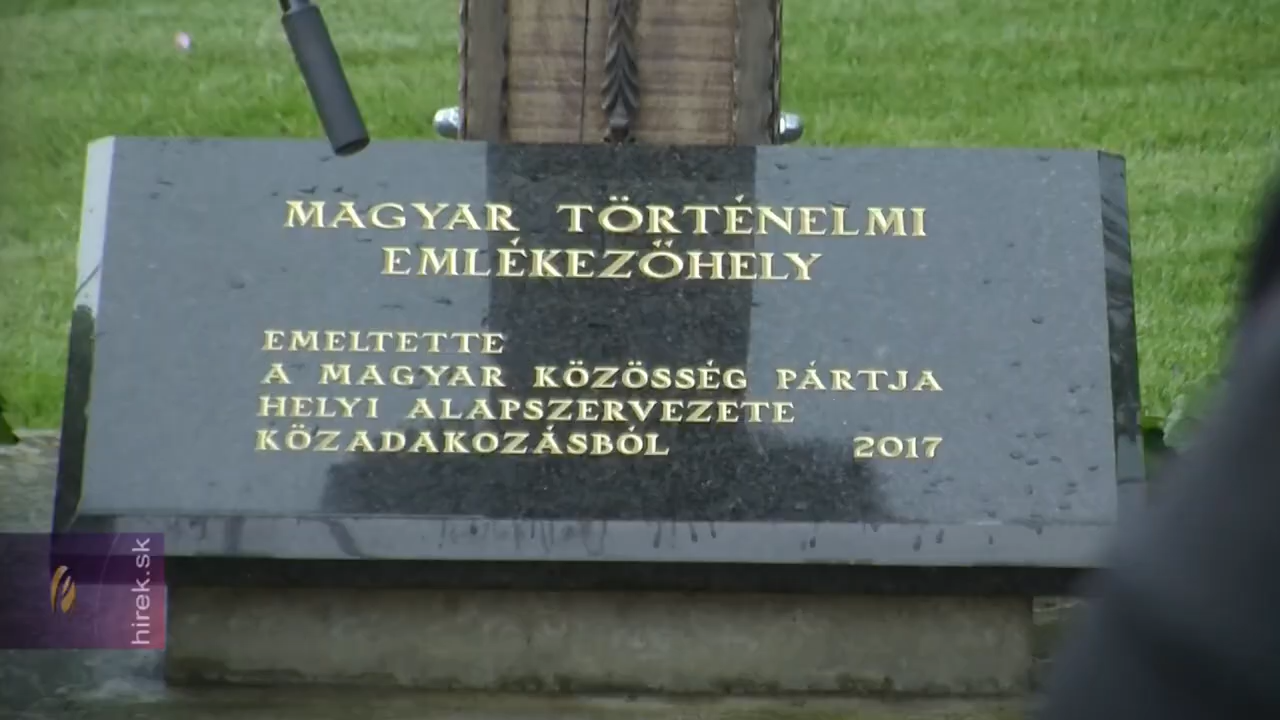 MAGYAR TÖRTÉNELMI
EMLÉKEZŐHELY
EMELTETTE
A MAGYAR KÖZÖSSÉG PÁRTJA
HELYI ALAPSZERVEZETE
KÖZADAKOZÁSBÓL 2017
hirek.sk